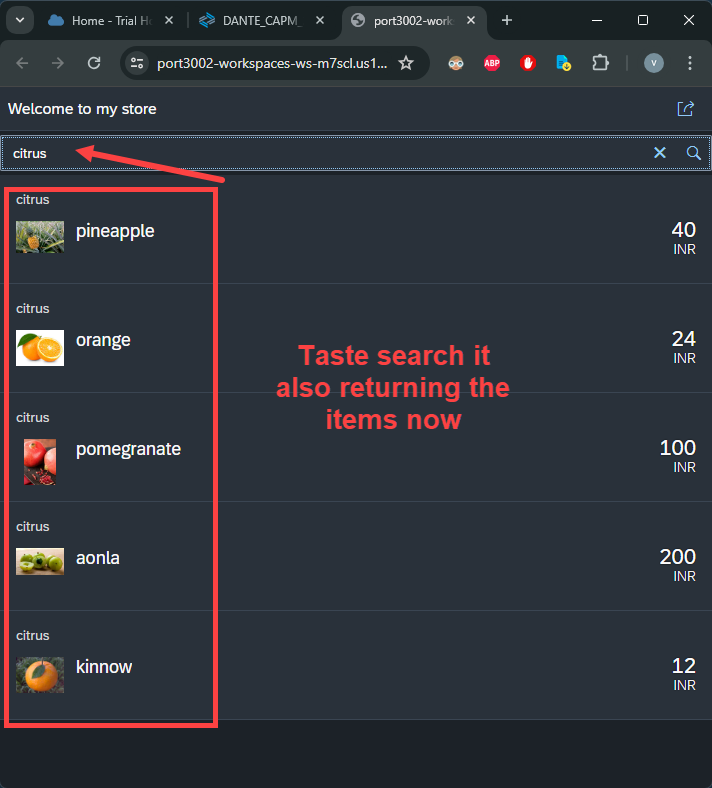 Home - Trial Ho
DANTE_CAPM_
port3002-works
port3002-workspaces-ws-m7scl.us1...
ABP
V
Welcome to my store
citrus
citrus
pineapple
40
INR
citrus
orange
24
INR
Taste search it
also returning the
items now
citrus
pomegranate
100
INR
citrus
aonla
200
INR
citrus
kinnow
12
INR